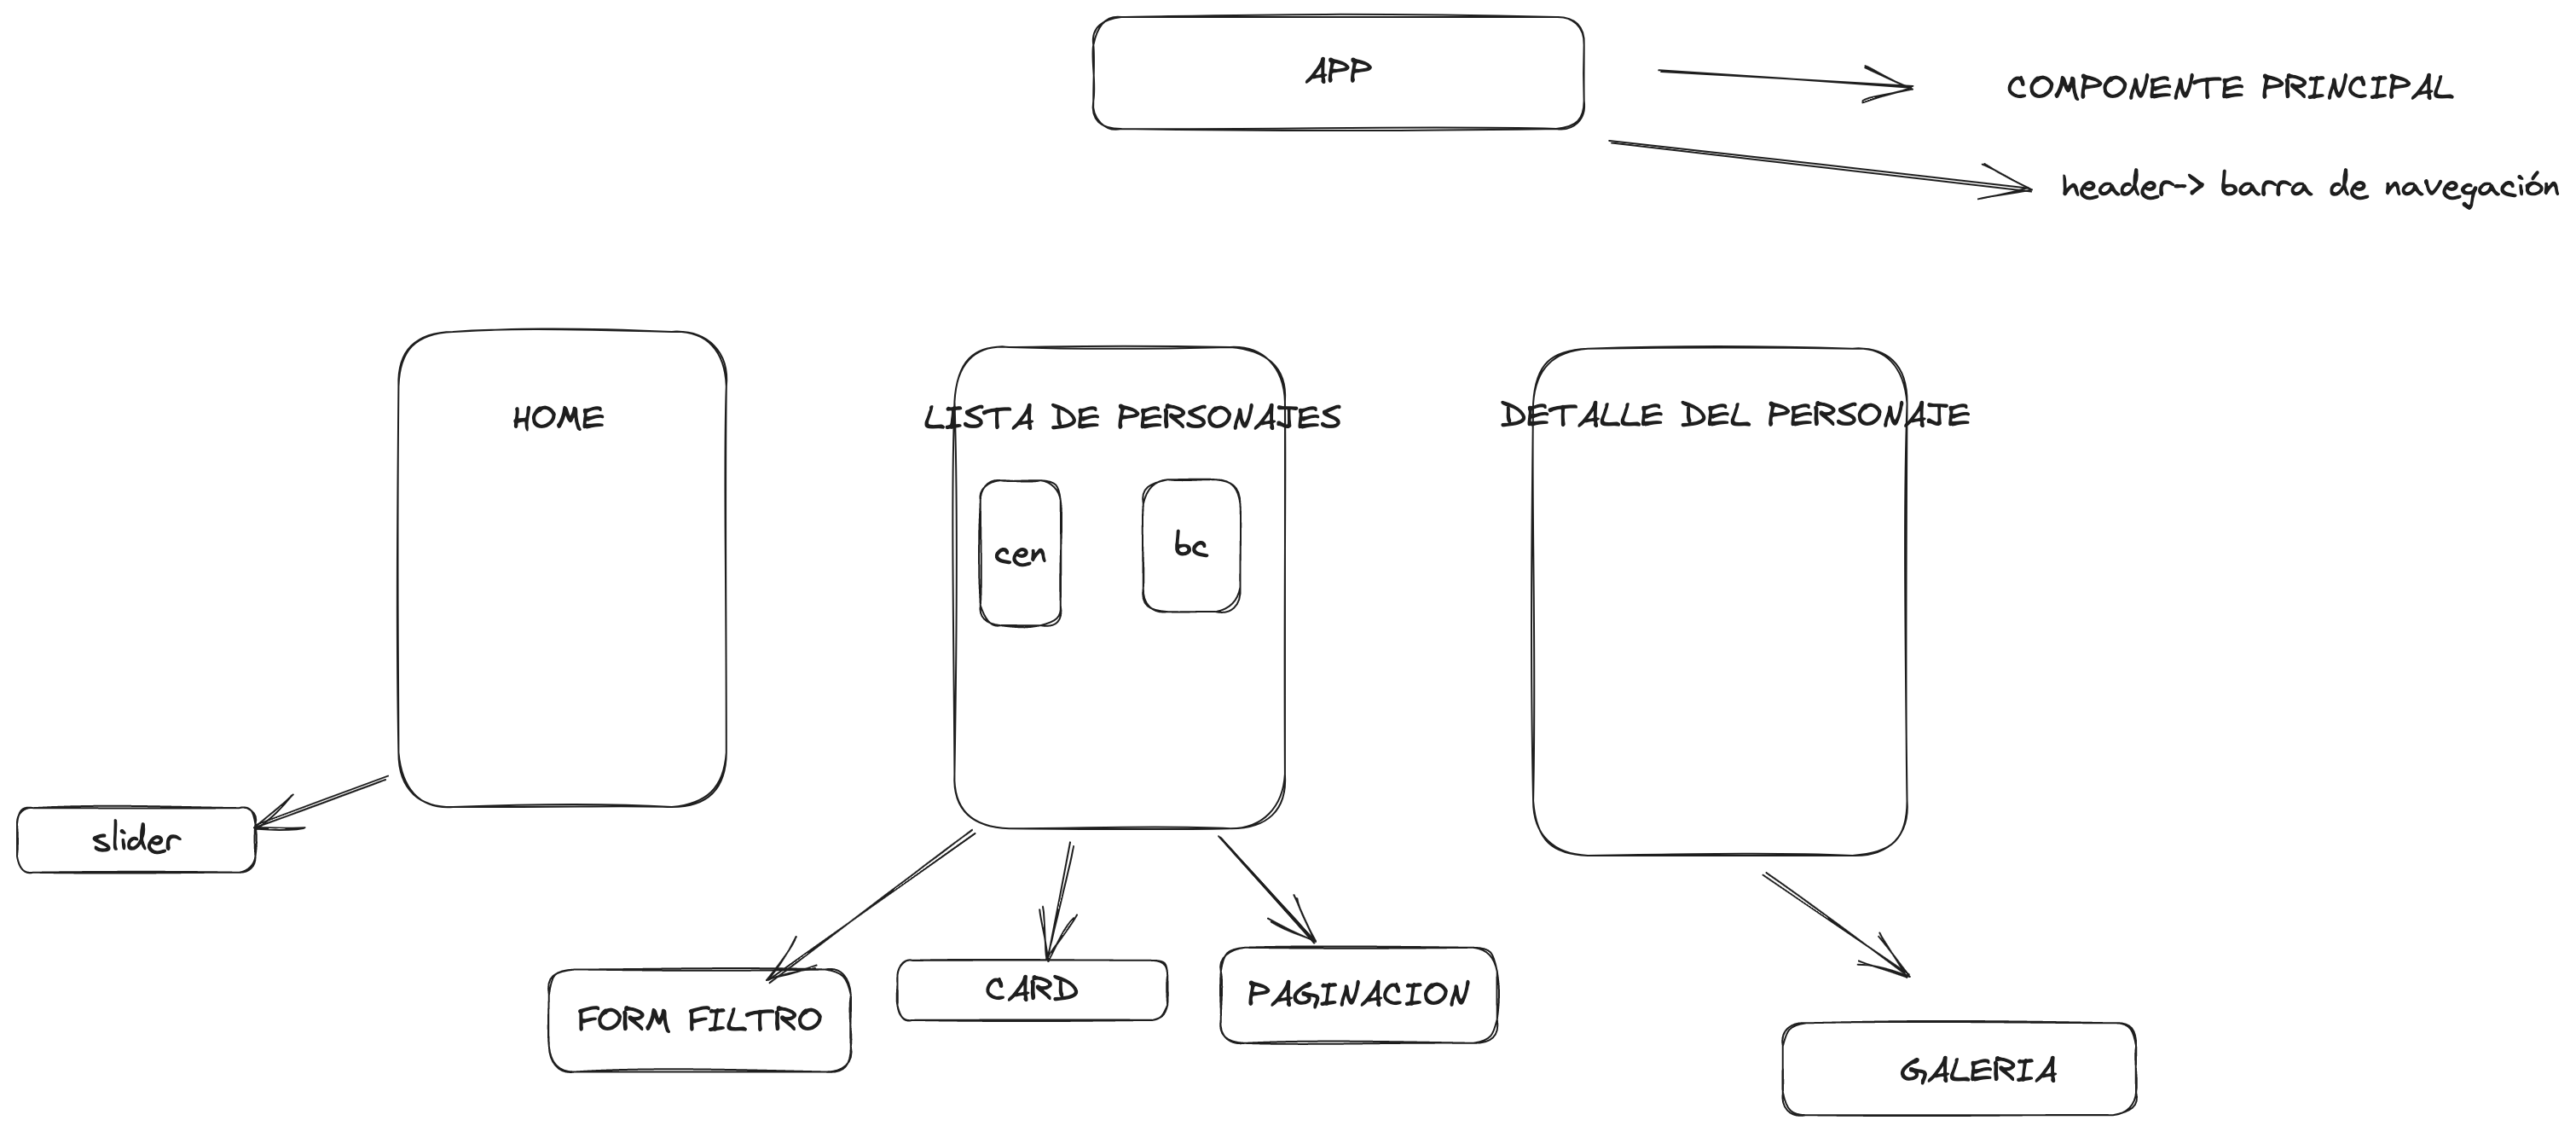 APP
COMPONENTE PRINCIPAL
header-> barra de navegación
HOME
LISTA DE PERSONAJES
DETALLE DEL PERSONAJE
cen
bc
slider
FORM FILTRO
CARD
PAGINACION
GALERIA